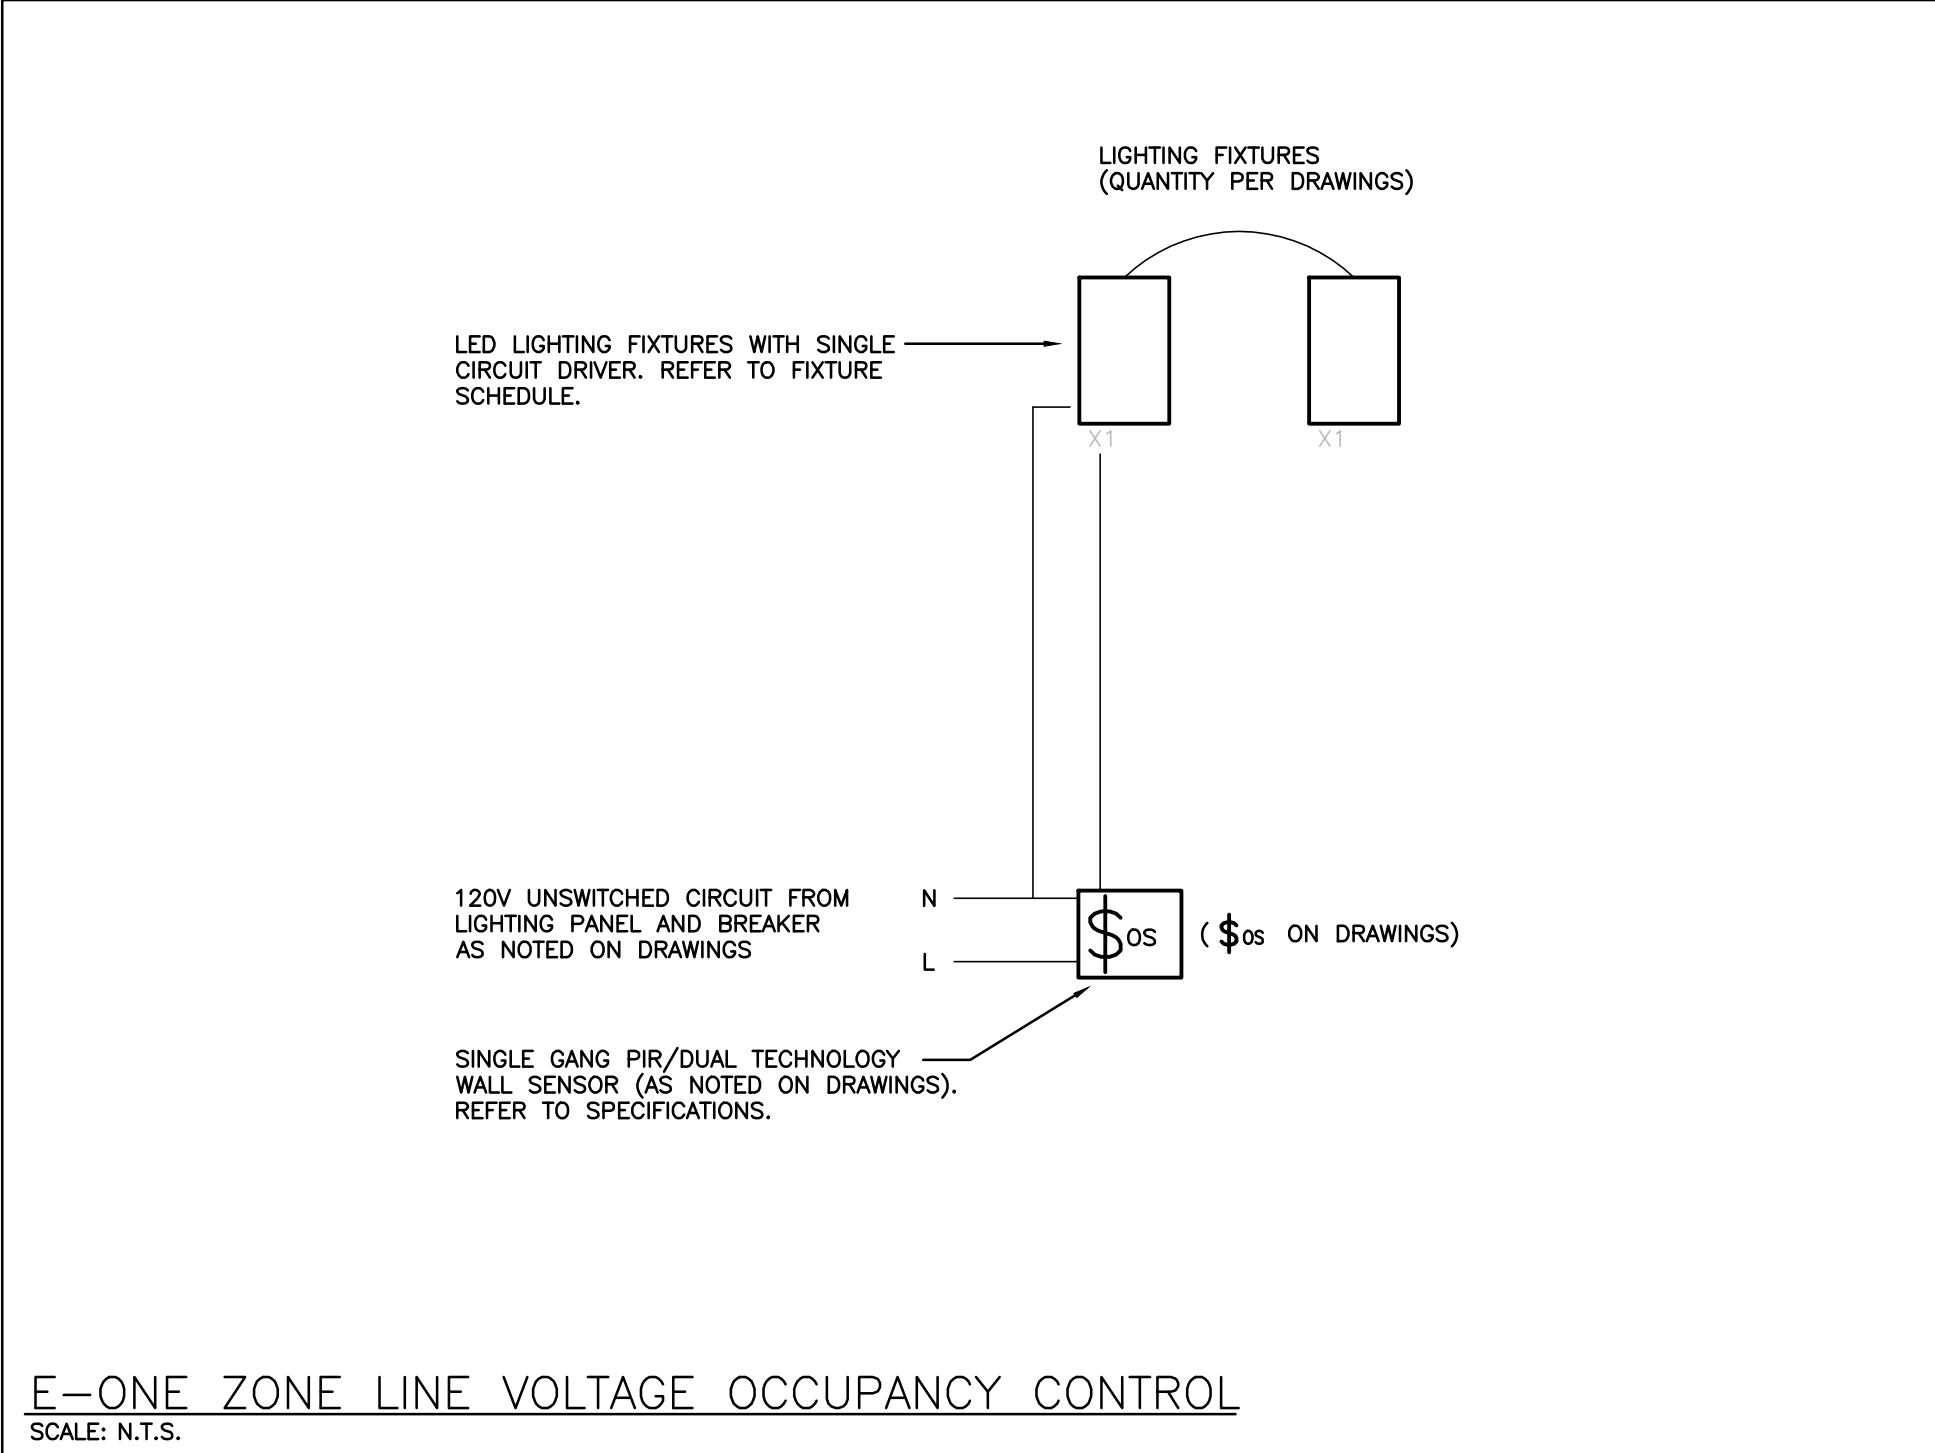 LIGHTING FIXTURES
(QUANTITY PER DRAWINGS)
LED LIGHTING FIXTURES WITH SINGLE
CIRCUIT DRIVER. REFER TO FIXTURE
SCHEDULE.
X1
X1
120V UNSWITCHED CIRCUIT FROM
LIGHTING PANEL AND BREAKER
AS NOTED ON DRAWINGS
N
L
$OS
($OS ON DRAWINGS)
SINGLE GANG PIR/DUAL TECHNOLOGY
WALL SENSOR (AS NOTED ON DRAWINGS).
REFER TO SPECIFICATIONS.
E-ONE ZONE LINE VOLTAGE OCCUPANCY CONTROL
SCALE: N.T.S.